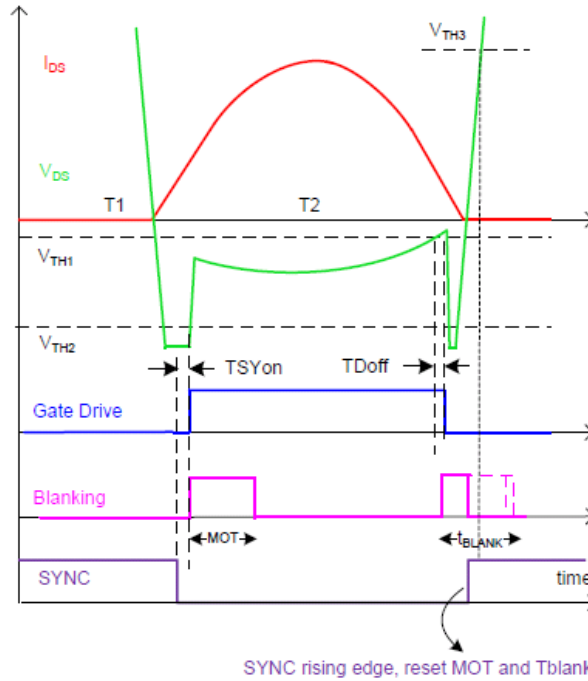 VTH3
IDS
VDS
T1
T2
VTH1
VTH2
TSYon
TDoff
Gate Drive
Blanking
MOT
tBLANK
SYNC
time
SYNC rising edge, reset MOT and Tblank